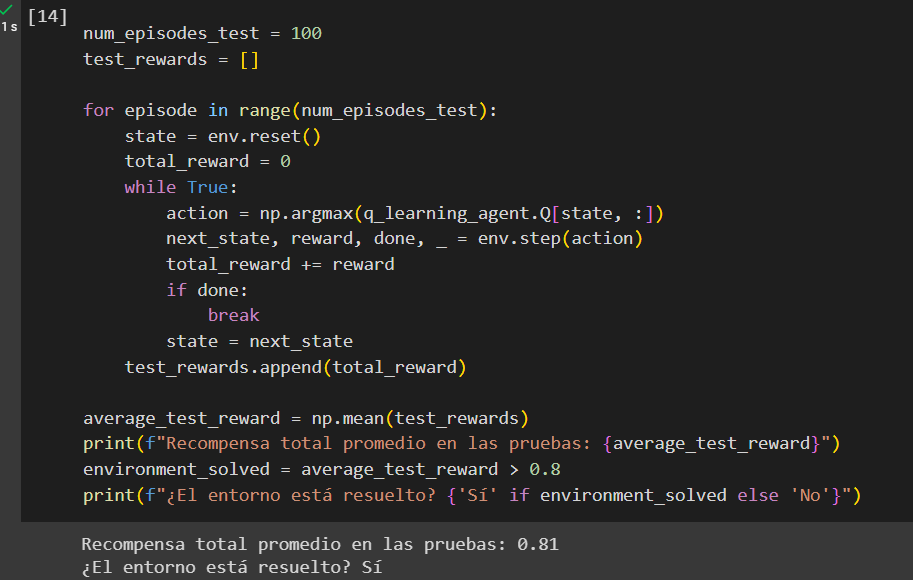 [14]
1s
num_episodes_test = 100
test_rewards = []
for episode in range(num_episodes_test):
    state = env.reset()
    total_reward = 0
    while True:
        action = np.argmax(q_learning_agent.Q[state, :])
        next_state, reward, done, _ = env.step(action)
        total_reward += reward
        if done:
            break
        state = next_state
    test_rewards.append(total_reward)
average_test_reward = np.mean(test_rewards)
print(f"Recompensa total promedio en las pruebas: {average_test_reward}")
environment_solved = average_test_reward > 0.8
print(f"¿El entorno está resuelto? {'Sí' if environment_solved else 'No'}")
Recompensa total promedio en las pruebas: 0.81
¿El entorno está resuelto? Sí